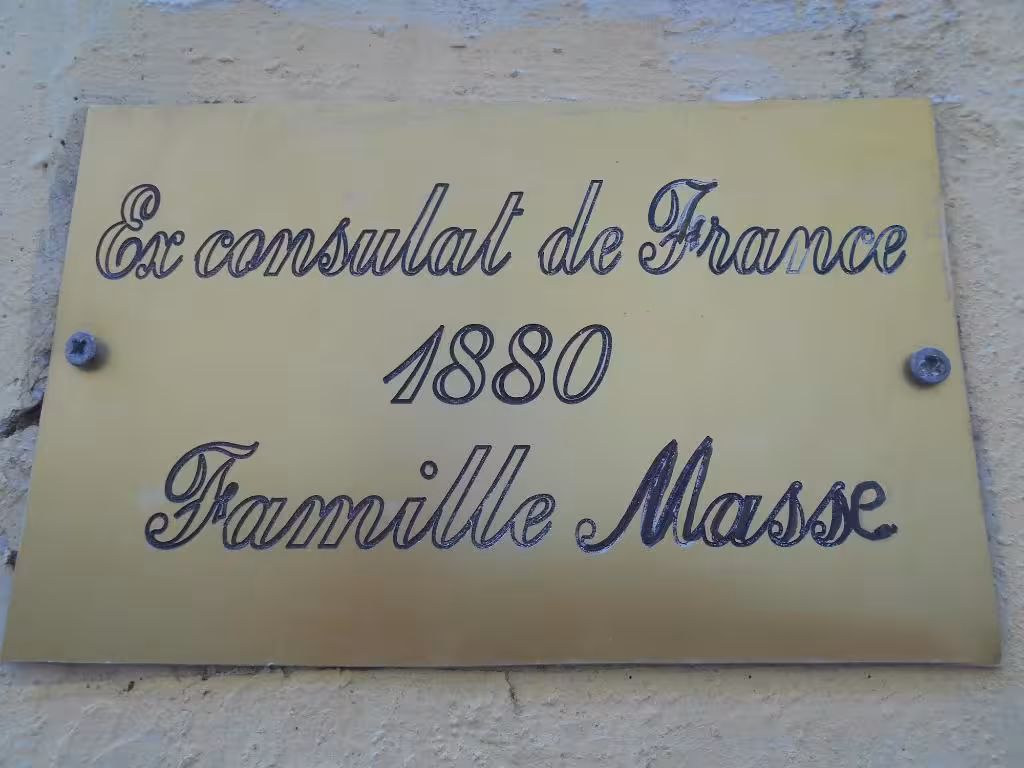 Ex consulat de France
1880
Famille Masse